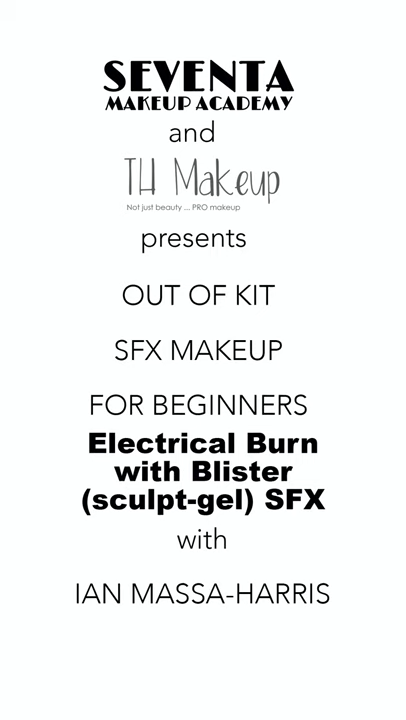 SEVENTA
MAKEUP ACADEMY
and
TH Makeup
Not just beauty ... PRO makeup
presents
OUT OF KIT
SFX MAKEUP
FOR BEGINNERS
Electrical Burn
with Blister
(sculpt-gel) SFX
with
IAN MASSA-HARRIS